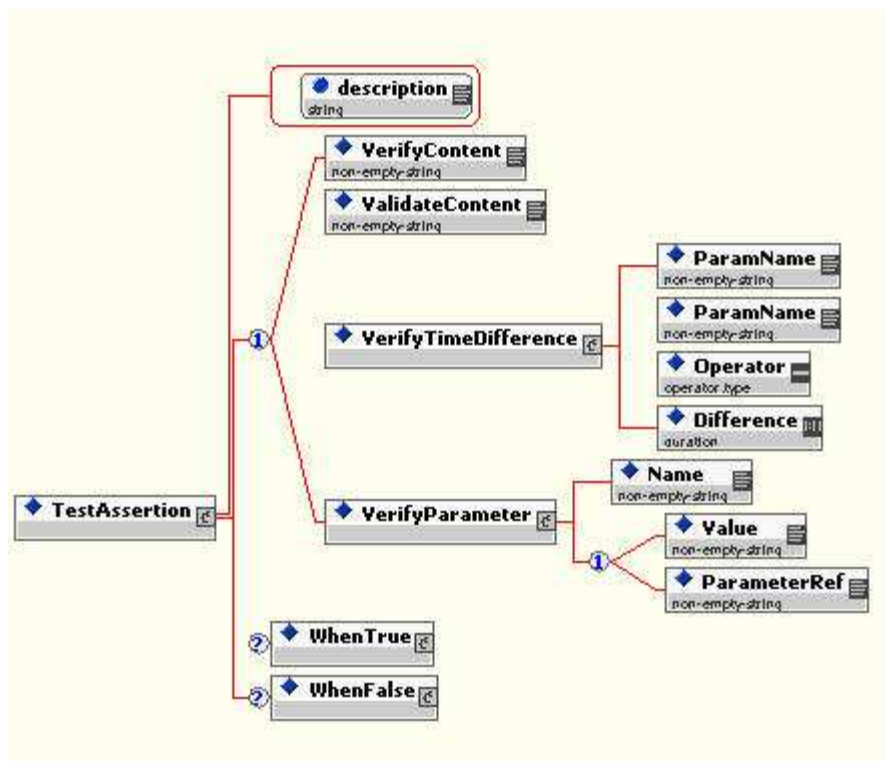 description
string
VerifyContent
non-empty-string
ValidateContent
non-empty-string
ParamName
non-empty-string
ParamName
non-empty-string
VerifyTimeDifference
Operator
operator.type
Difference
duration
1
Name
non-empty-string
TestAssertion
VerifyParameter
Value
non-empty-string
1
ParameterRef
non-empty-string
? WhenTrue
? WhenFalse